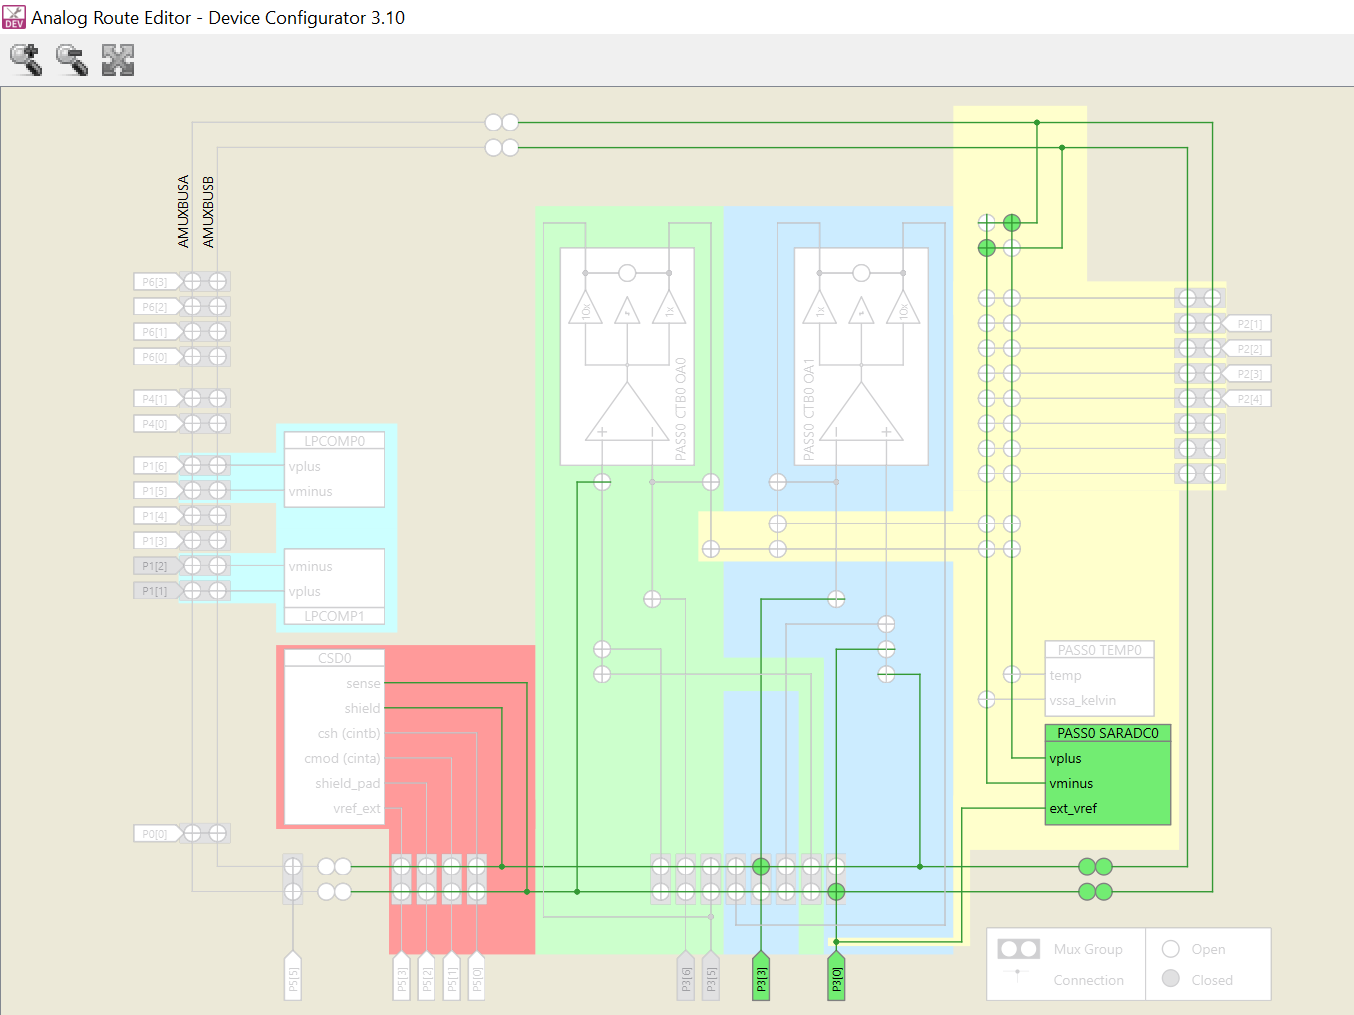 DEV Analog Route Editor - Device Configurator 3.10
AMUXBUSA
AMUXBUSB
P6[3]
P6[2]
P6[1]
P6[0]
P4[1]
P4[0]
P1[6]
P1[5]
P1[4]
P1[3]
P1[2]
P1[1]
P0[0]
LPCOMP0
vplus
vminus
vminus
vplus
LPCOMP1
CSD0
sense
shield
csh (cintb)
cmod (cinta)
shield_pad
vref_ext
10x
1x
+
PASS0 CTB0 OA0
1x
10x
+
PASS0 CTB0 OA1
P2[1]
P2[2]
P2[3]
P2[4]
PASS0 TEMP0
temp
vssa_kelvin
PASS0 SARADC0
vplus
vminus
ext_vref
P5[5]
P5[3]
P5[2]
P5[1]
P5[0]
P3[6]
P3[5]
P3[3]
P3[0]
Mux Group
Open
Connection
Closed